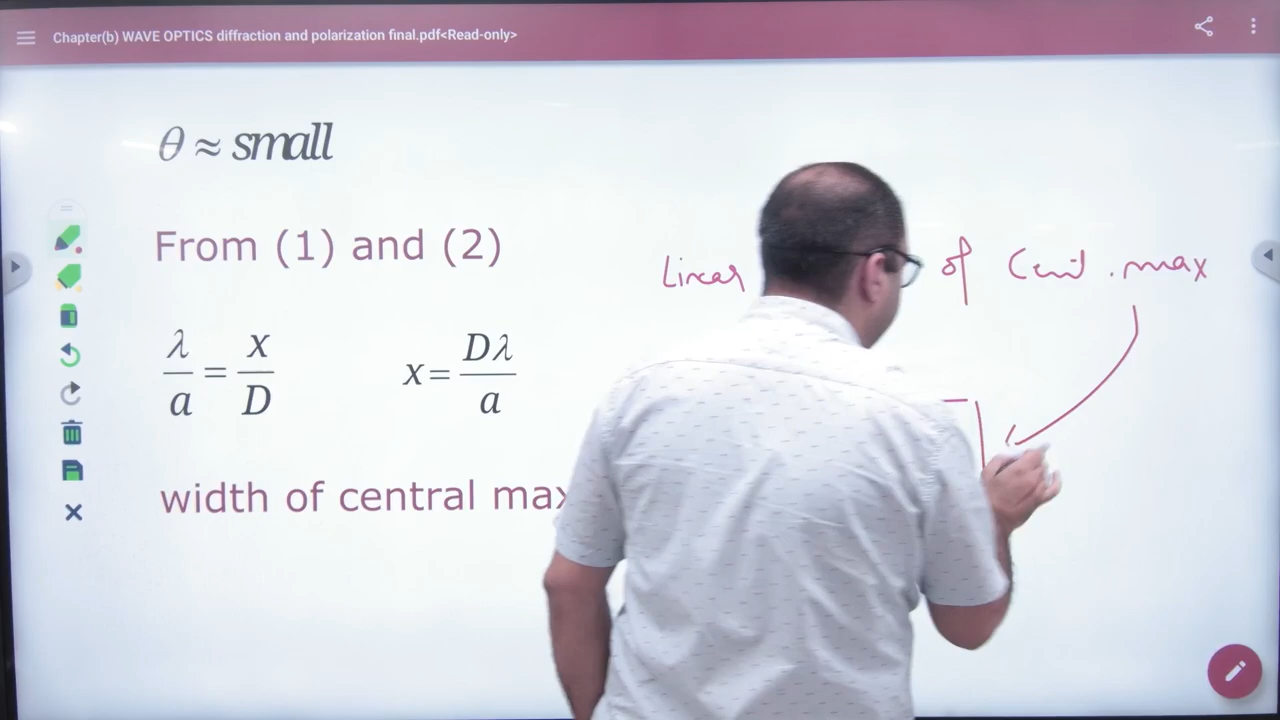 Chapter(b) WAVE OPTICS diffraction and polarization final.pdf<Read-only>
θ ≈ small
From (1) and (2)
λ/a = x/D    x = Dλ/a
Linear of Cent. max
width of central max